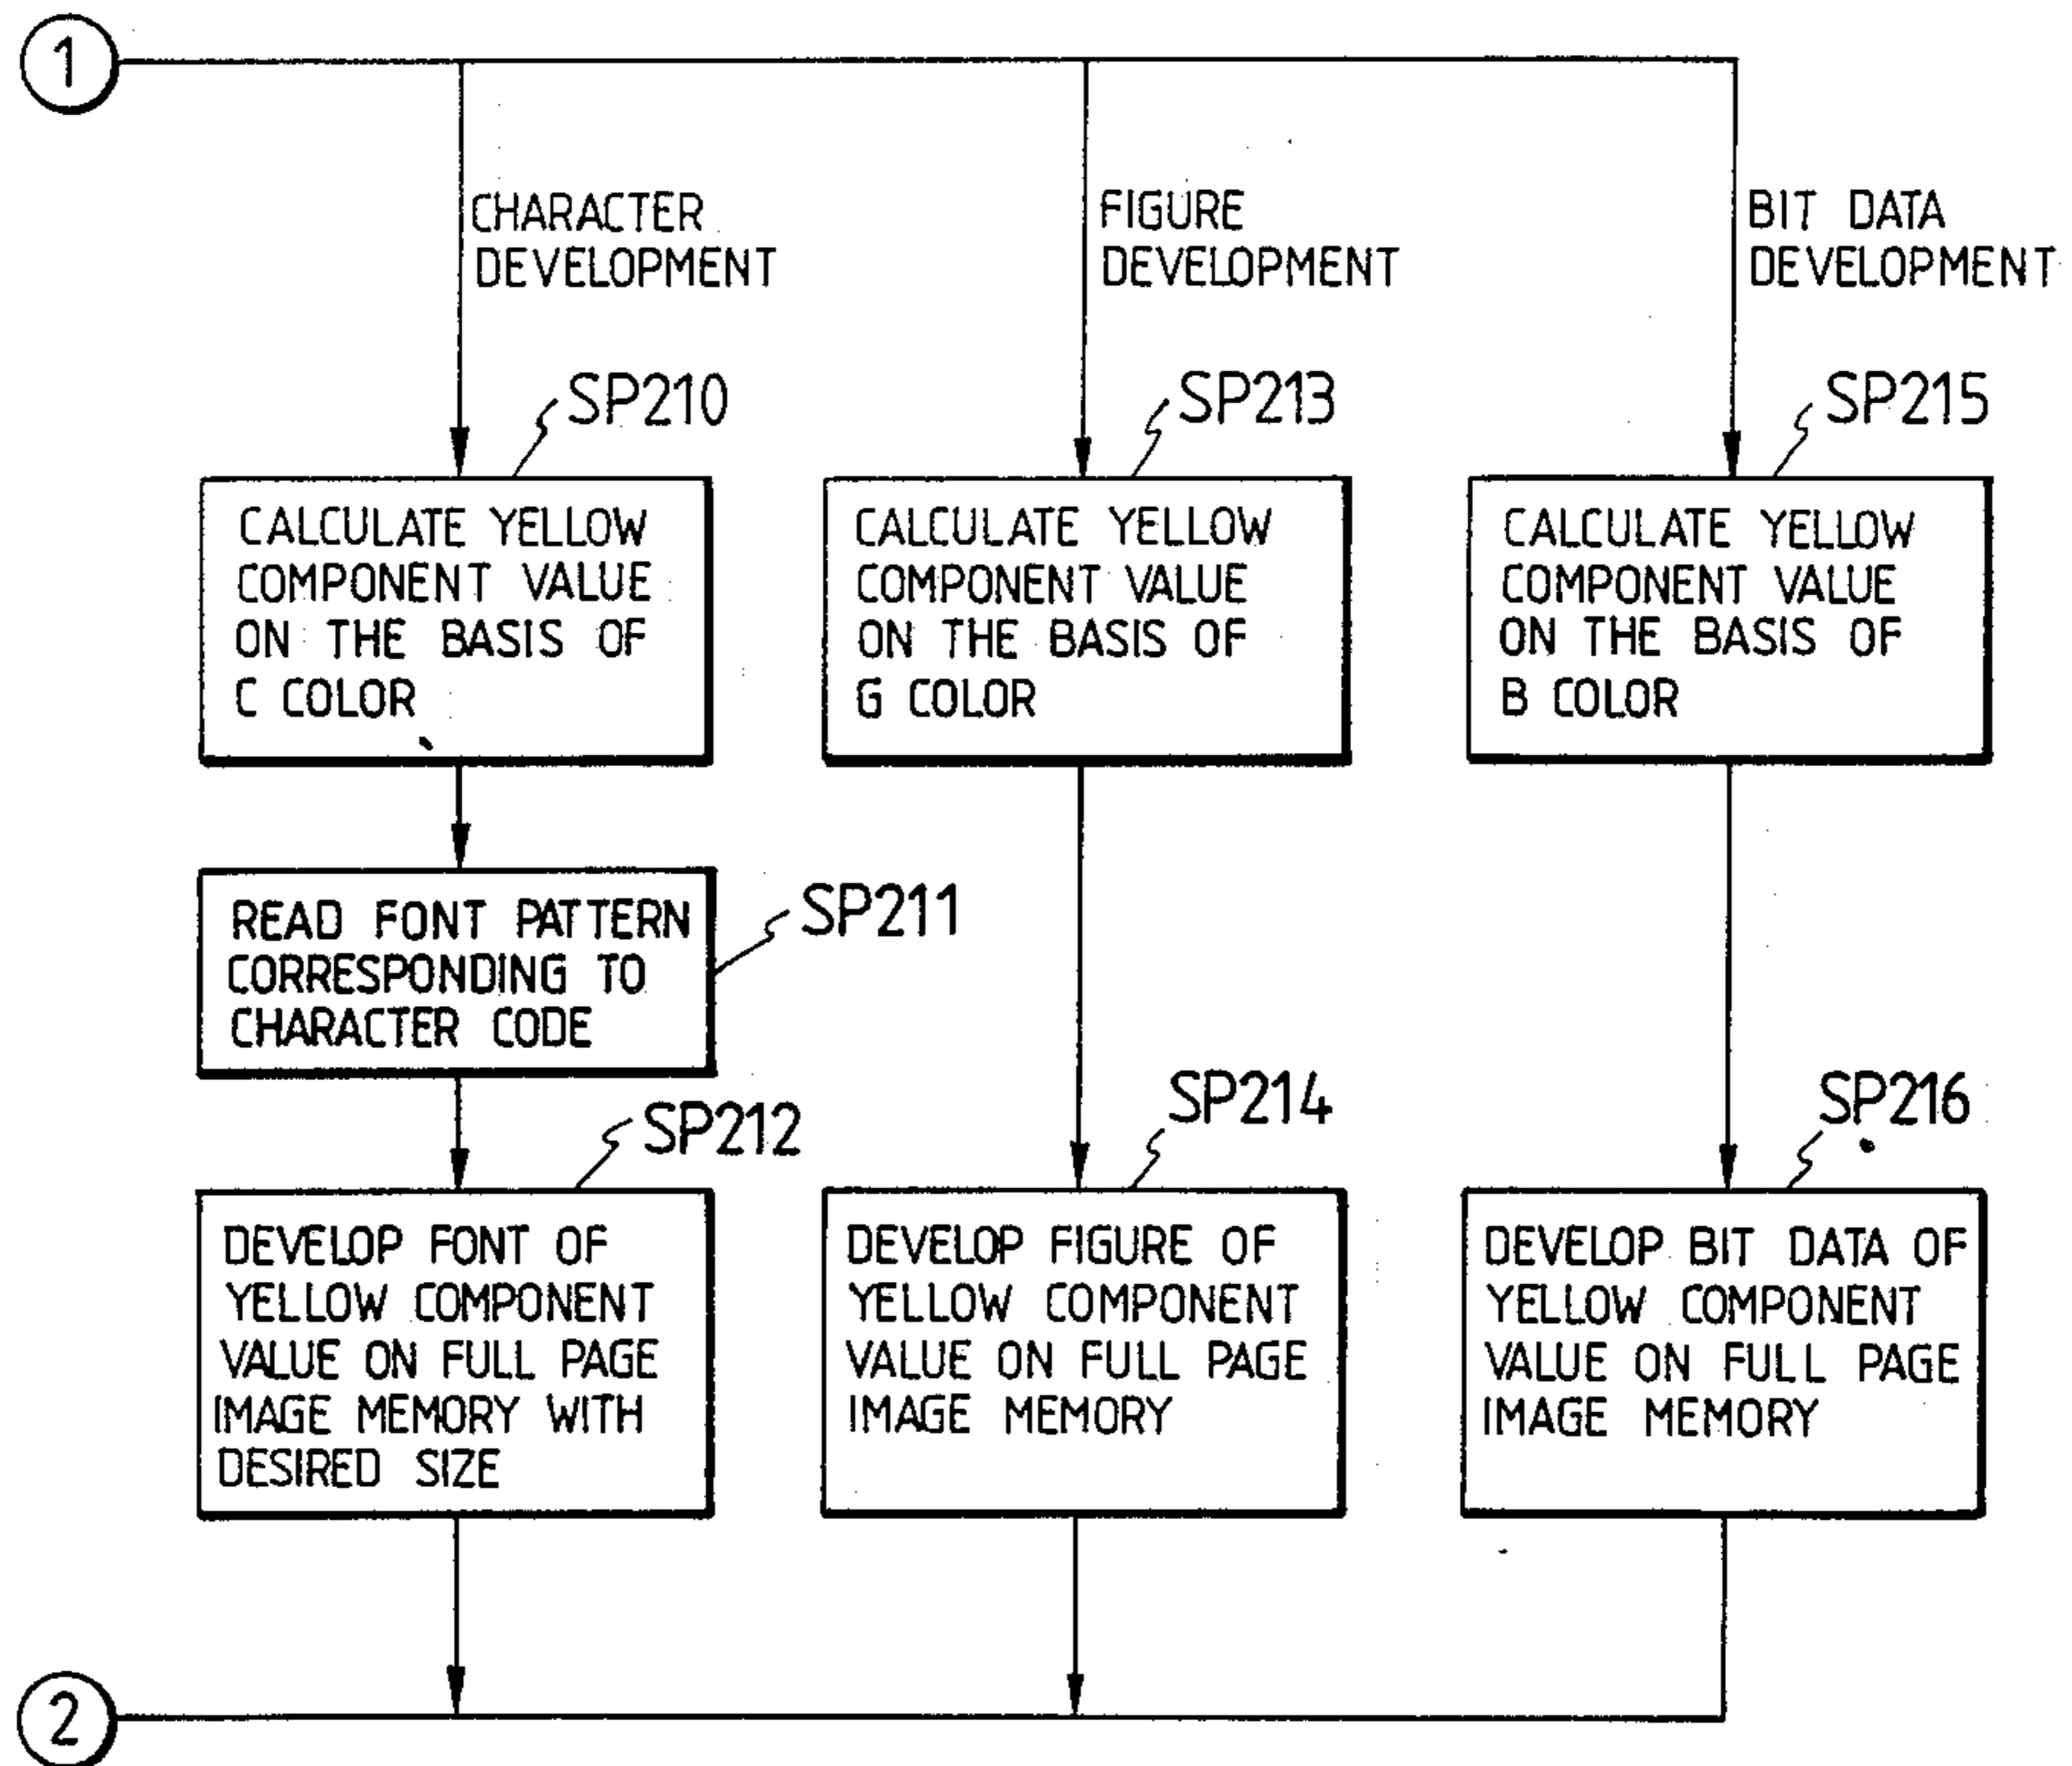 1
CHARACTER
DEVELOPMENT
FIGURE
DEVELOPMENT
BIT DATA
DEVELOPMENT
SP210
CALCULATE YELLOW
COMPONENT VALUE
ON THE BASIS OF
C COLOR
SP213
CALCULATE YELLOW
COMPONENT VALUE
ON THE BASIS OF
G COLOR
SP215
CALCULATE YELLOW
COMPONENT VALUE
ON THE BASIS OF
B COLOR
SP211
READ FONT PATTERN
CORRESPONDING TO
CHARACTER CODE
SP212
DEVELOP FONT OF
YELLOW COMPONENT
VALUE ON FULL PAGE
IMAGE MEMORY WITH
DESIRED SIZE
SP214
DEVELOP FIGURE OF
YELLOW COMPONENT
VALUE ON FULL PAGE
IMAGE MEMORY
SP216
DEVELOP BIT DATA OF
YELLOW COMPONENT
VALUE ON FULL PAGE
IMAGE MEMORY
2